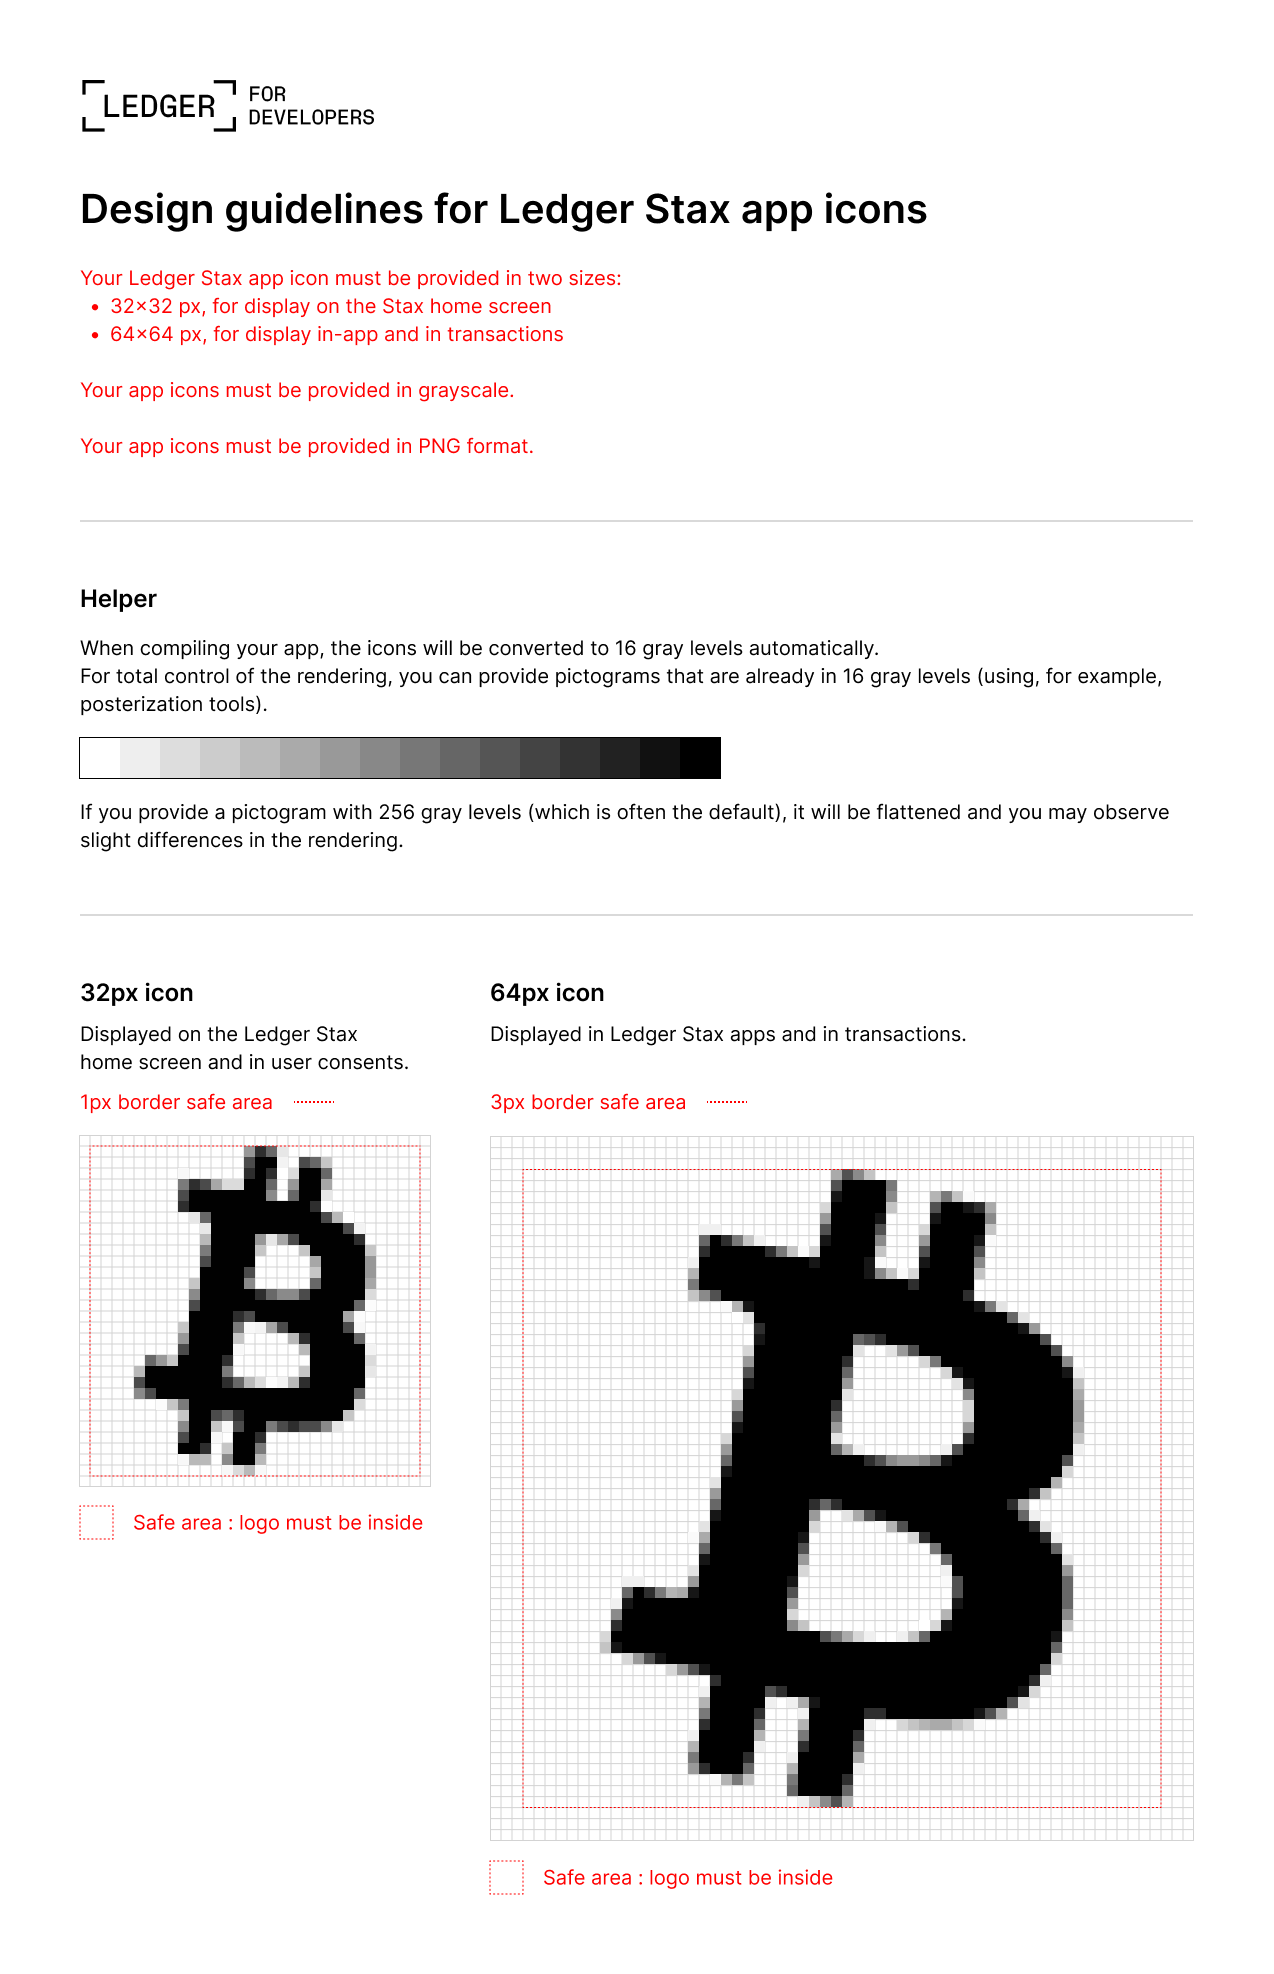 LEDGER
FOR
DEVELOPERS
Design guidelines for Ledger Stax app icons
Your Ledger Stax app icon must be provided in two sizes:
• 32×32 px, for display on the Stax home screen
• 64×64 px, for display in-app and in transactions
Your app icons must be provided in grayscale.
Your app icons must be provided in PNG format.
Helper
When compiling your app, the icons will be converted to 16 gray levels automatically.
For total control of the rendering, you can provide pictograms that are already in 16 gray levels (using, for example,
posterization tools).
If you provide a pictogram with 256 gray levels (which is often the default), it will be flattened and you may observe
slight differences in the rendering.
32px icon
Displayed on the Ledger Stax
home screen and in user consents.
1px border safe area
Safe area : logo must be inside
64px icon
Displayed in Ledger Stax apps and in transactions.
3px border safe area
Safe area : logo must be inside